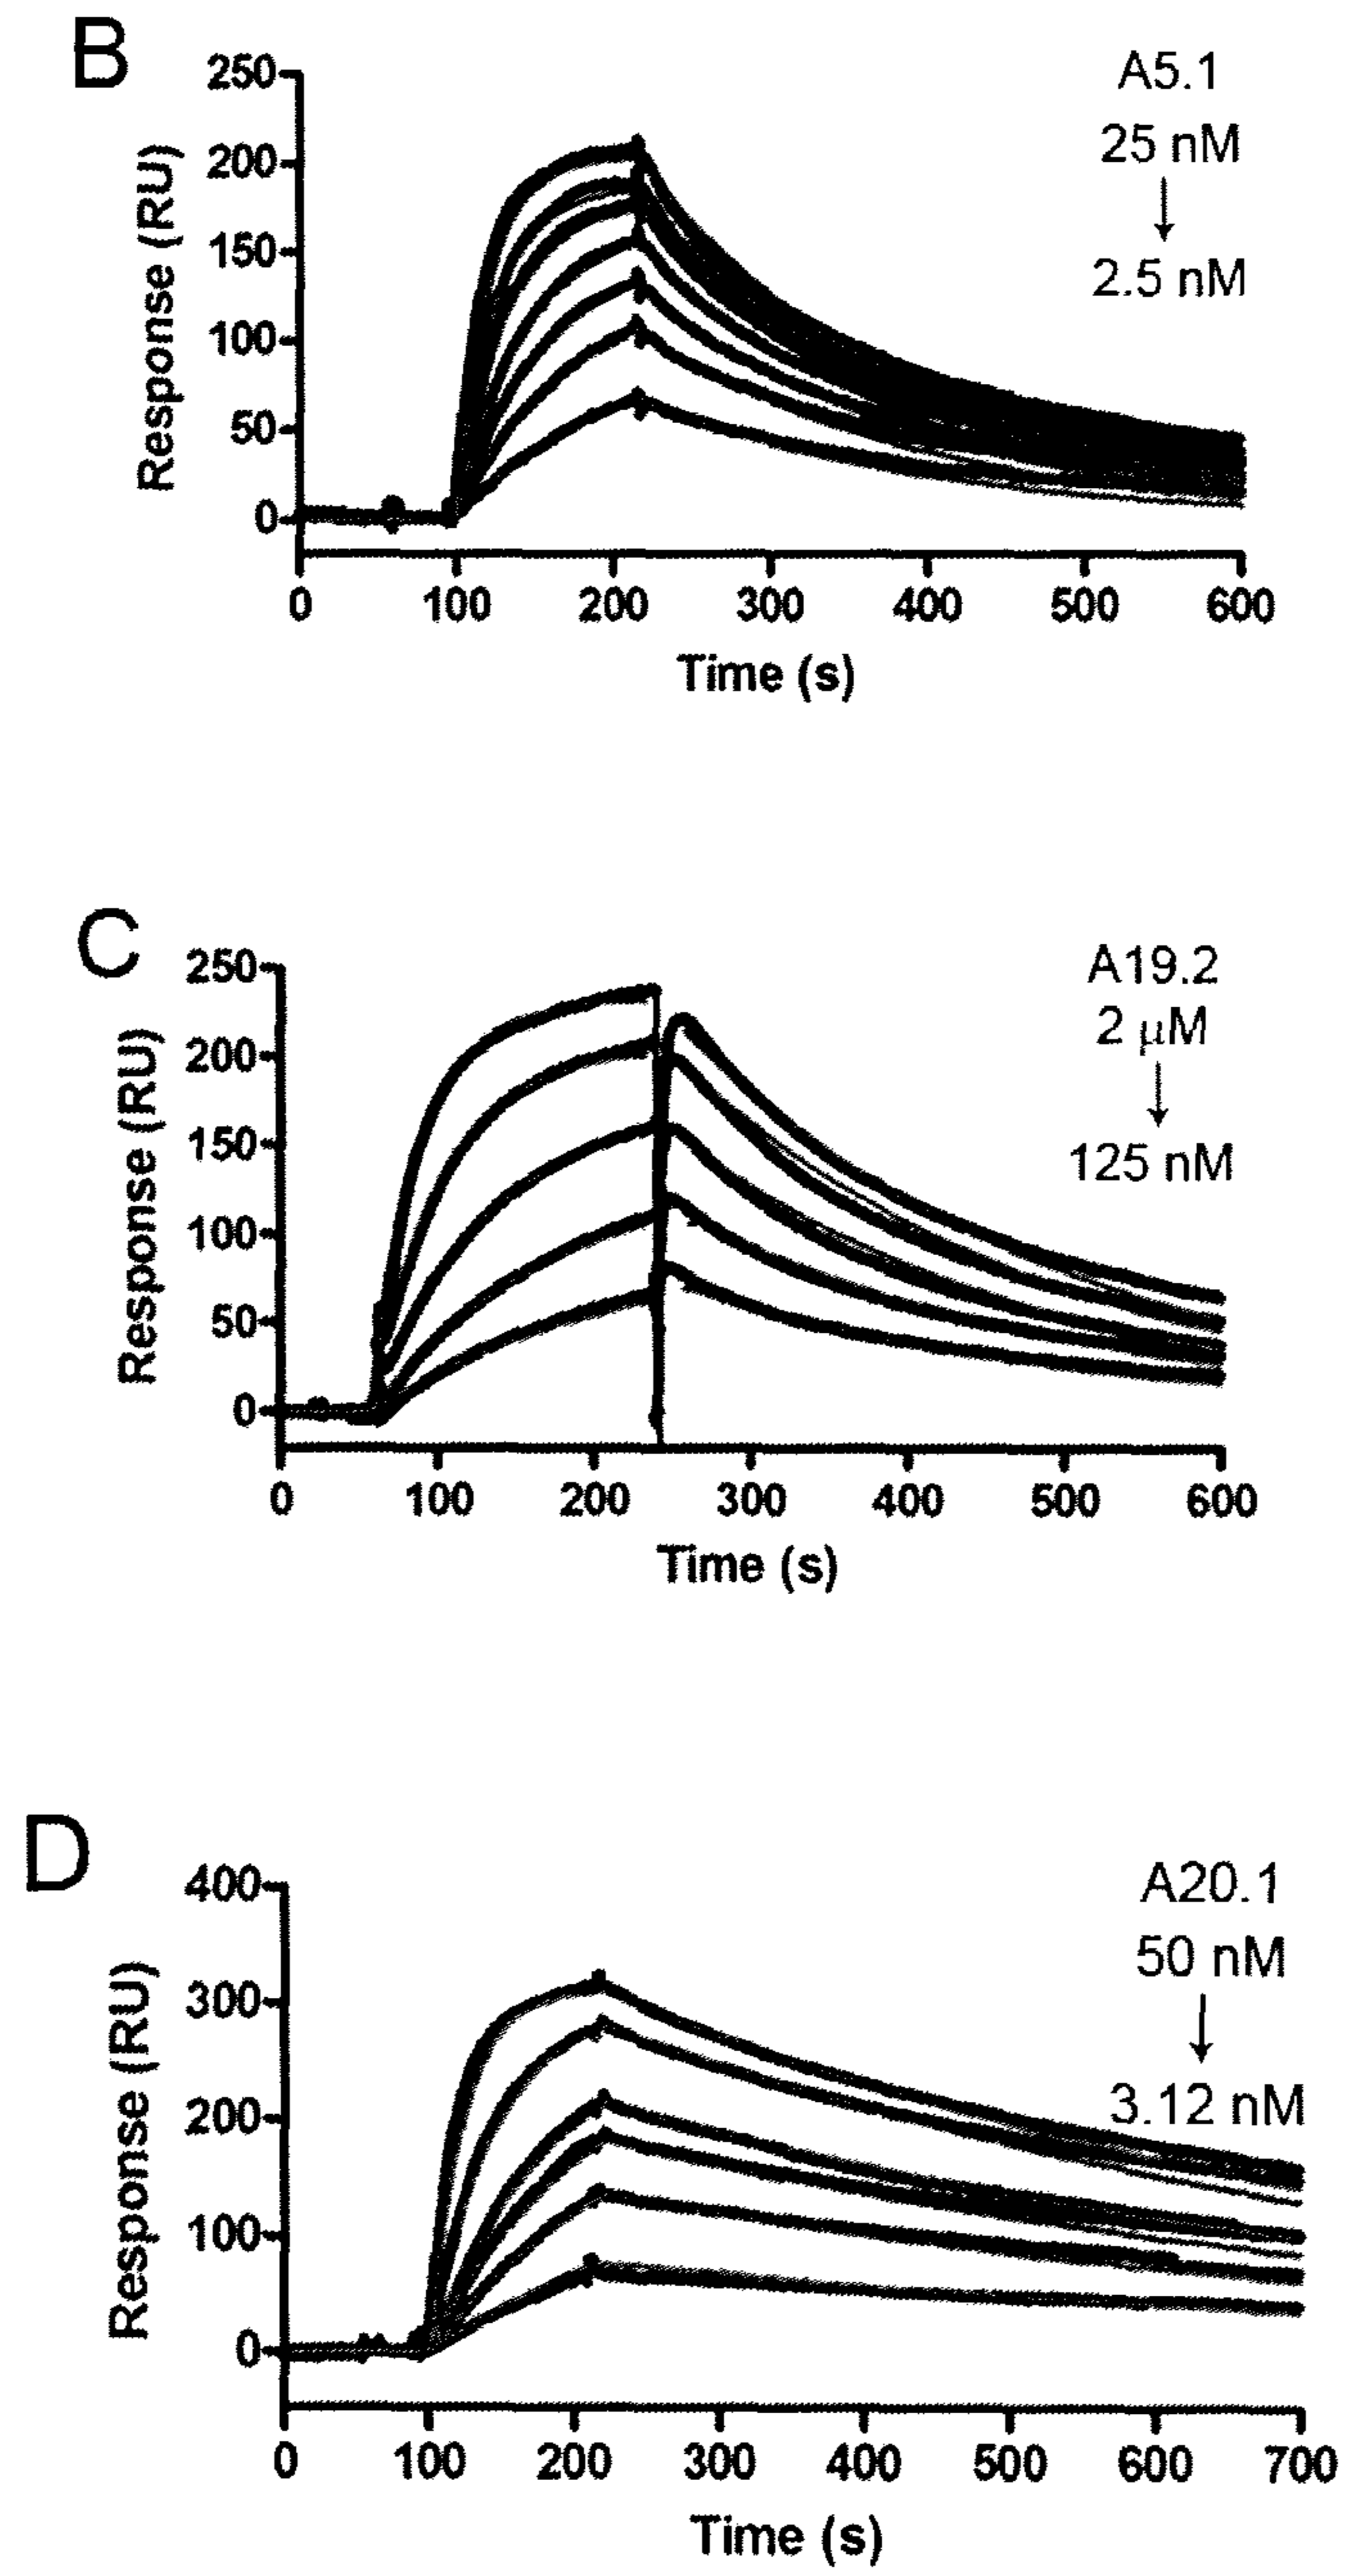 B
A5.1
25 nM
2.5 nM
Response (RU)
250
200
150
100
50
0
0 100 200 300 400 500 600
Time (s)
C
A19.2
2 μM
125 nM
Response (RU)
250
200
150
100
50
0
0 100 200 300 400 500 600
Time (s)
D
A20.1
50 nM
3.12 nM
Response (RU)
400
300
200
100
0
0 100 200 300 400 500 600 700
Time (s)